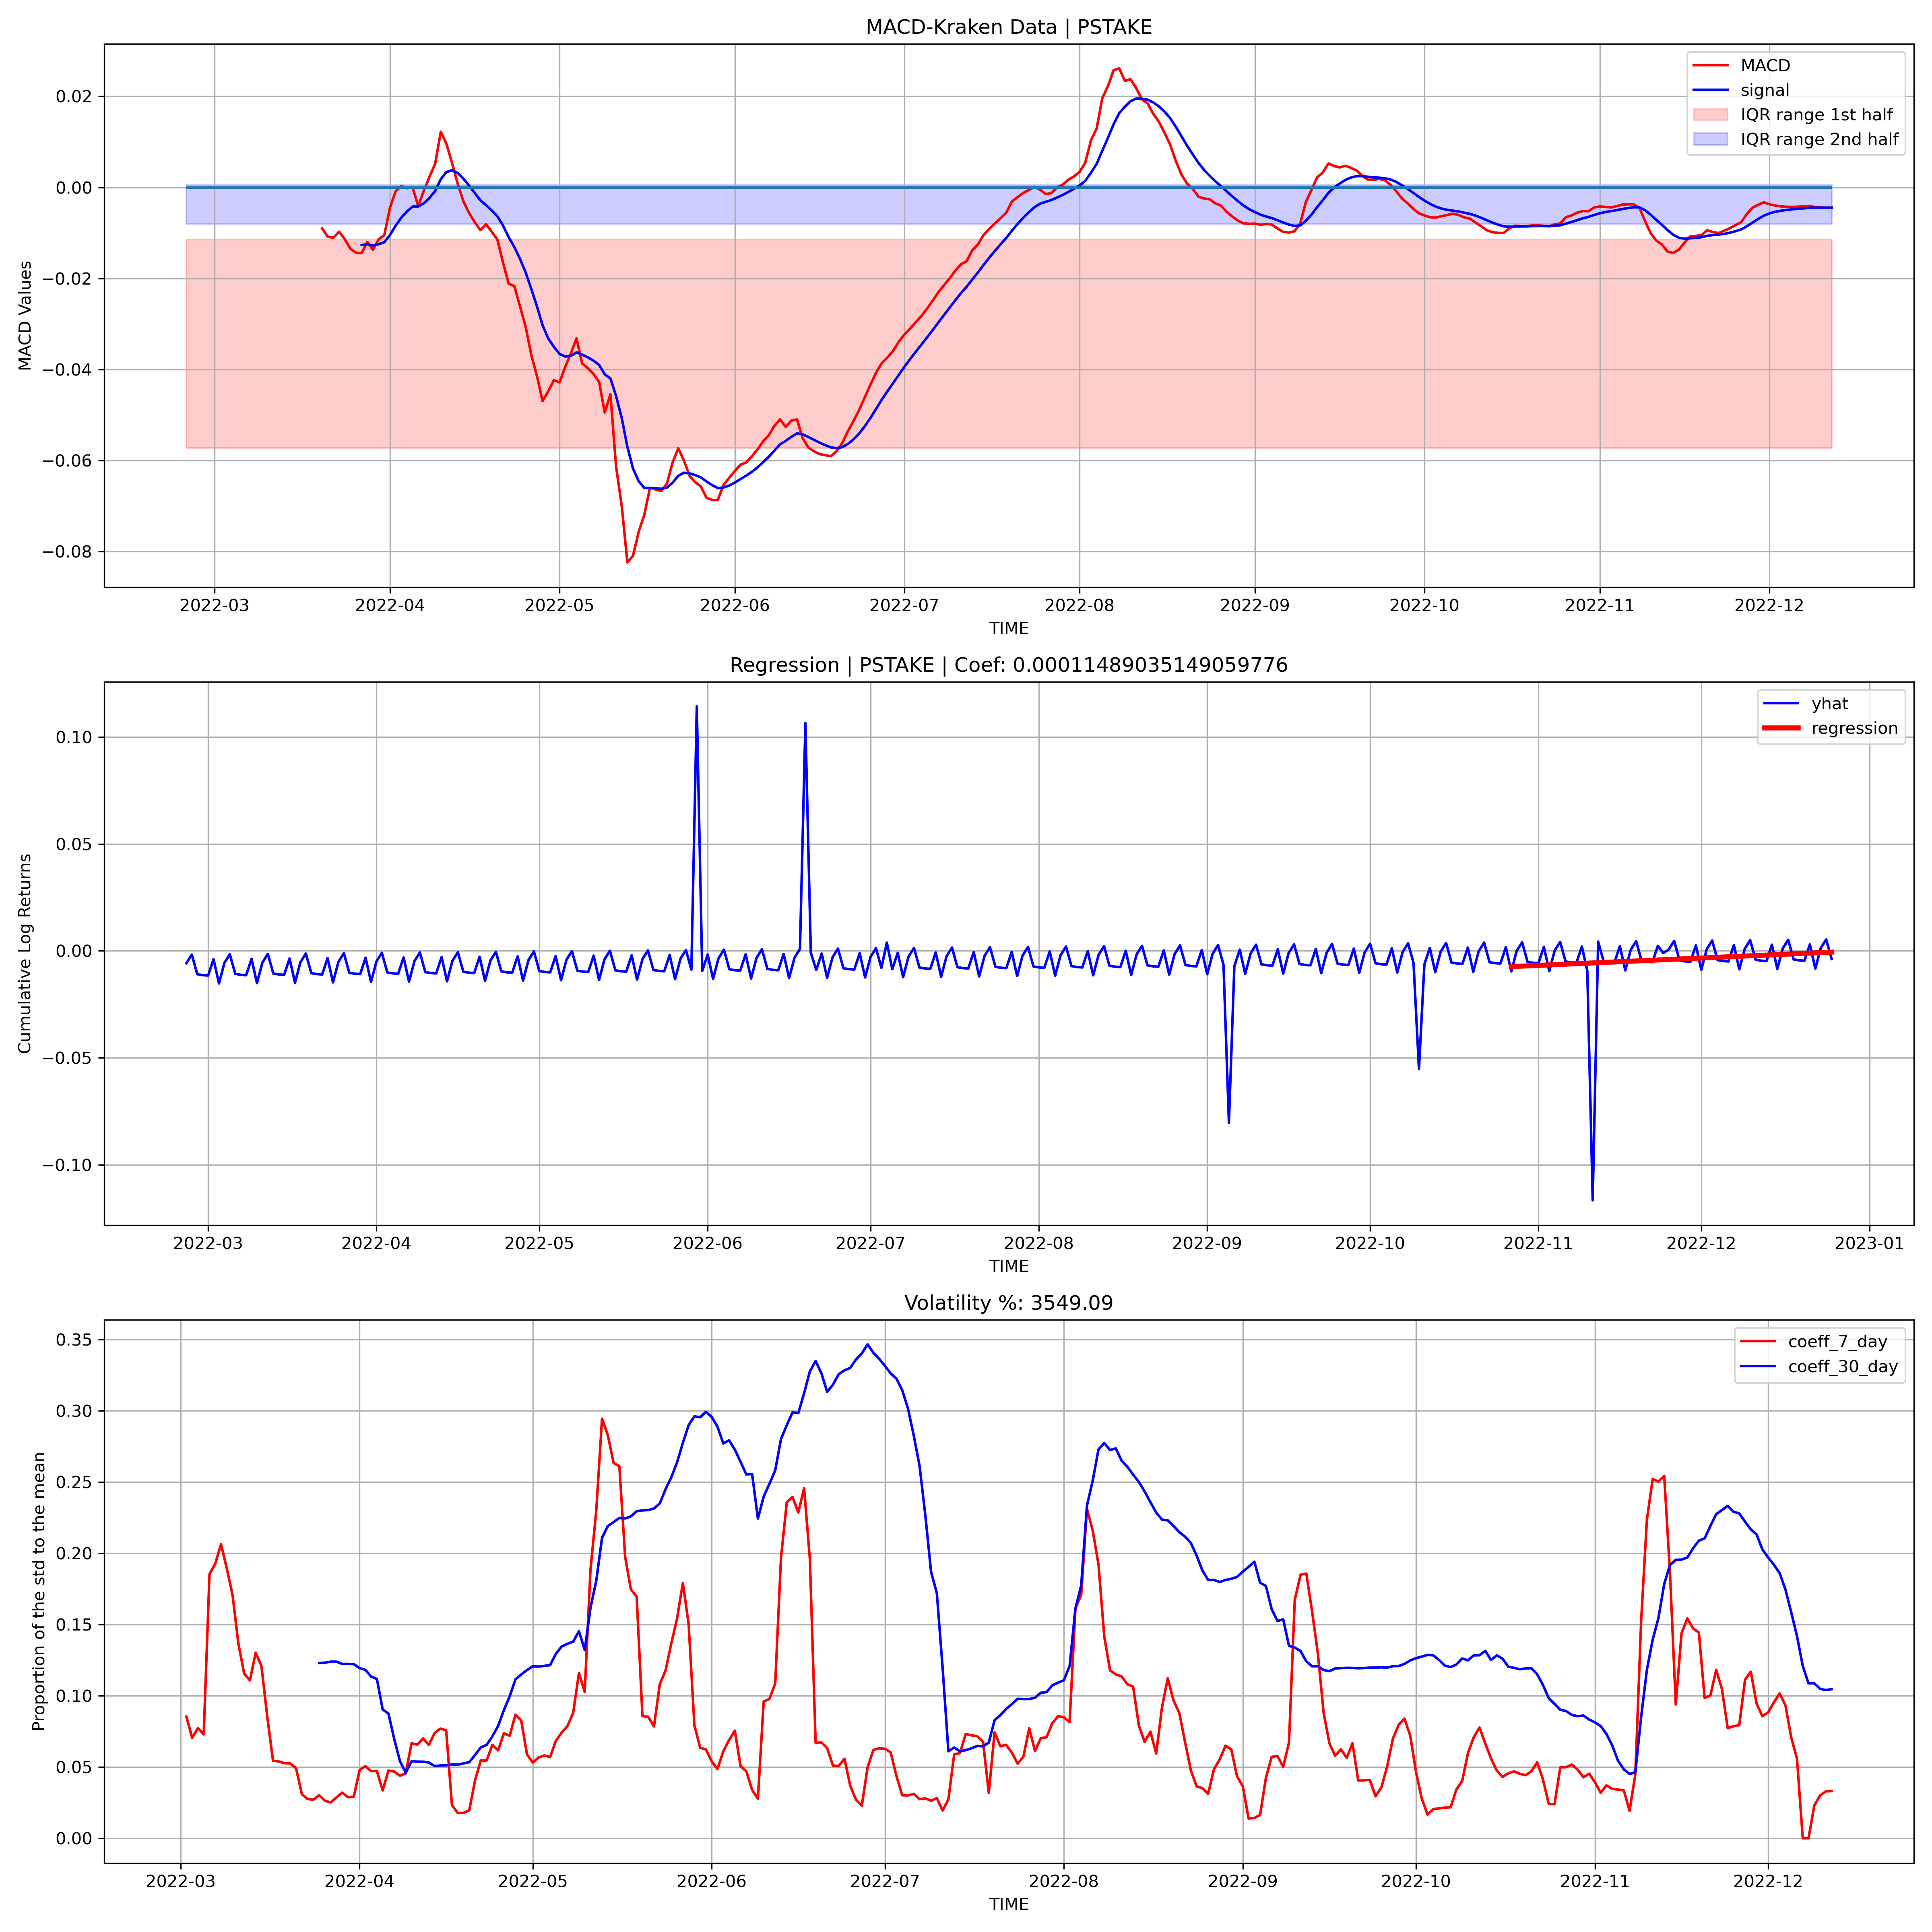 MACD-Kraken Data | PSTAKE
MACD
signal
IQR range 1st half
IQR range 2nd half
0.02
0.00
−0.02
−0.04
−0.06
−0.08
MACD Values
2022-03 2022-04 2022-05 2022-06 2022-07 2022-08 2022-09 2022-10 2022-11 2022-12
TIME
Regression | PSTAKE | Coef: 0.00011489035149059776
yhat
regression
0.10
0.05
0.00
−0.05
−0.10
Cumulative Log Returns
2022-03 2022-04 2022-05 2022-06 2022-07 2022-08 2022-09 2022-10 2022-11 2022-12 2023-01
TIME
Volatility %: 3549.09
coeff_7_day
coeff_30_day
0.35
0.30
0.25
0.20
0.15
0.10
0.05
0.00
Proportion of the std to the mean
2022-03 2022-04 2022-05 2022-06 2022-07 2022-08 2022-09 2022-10 2022-11 2022-12
TIME